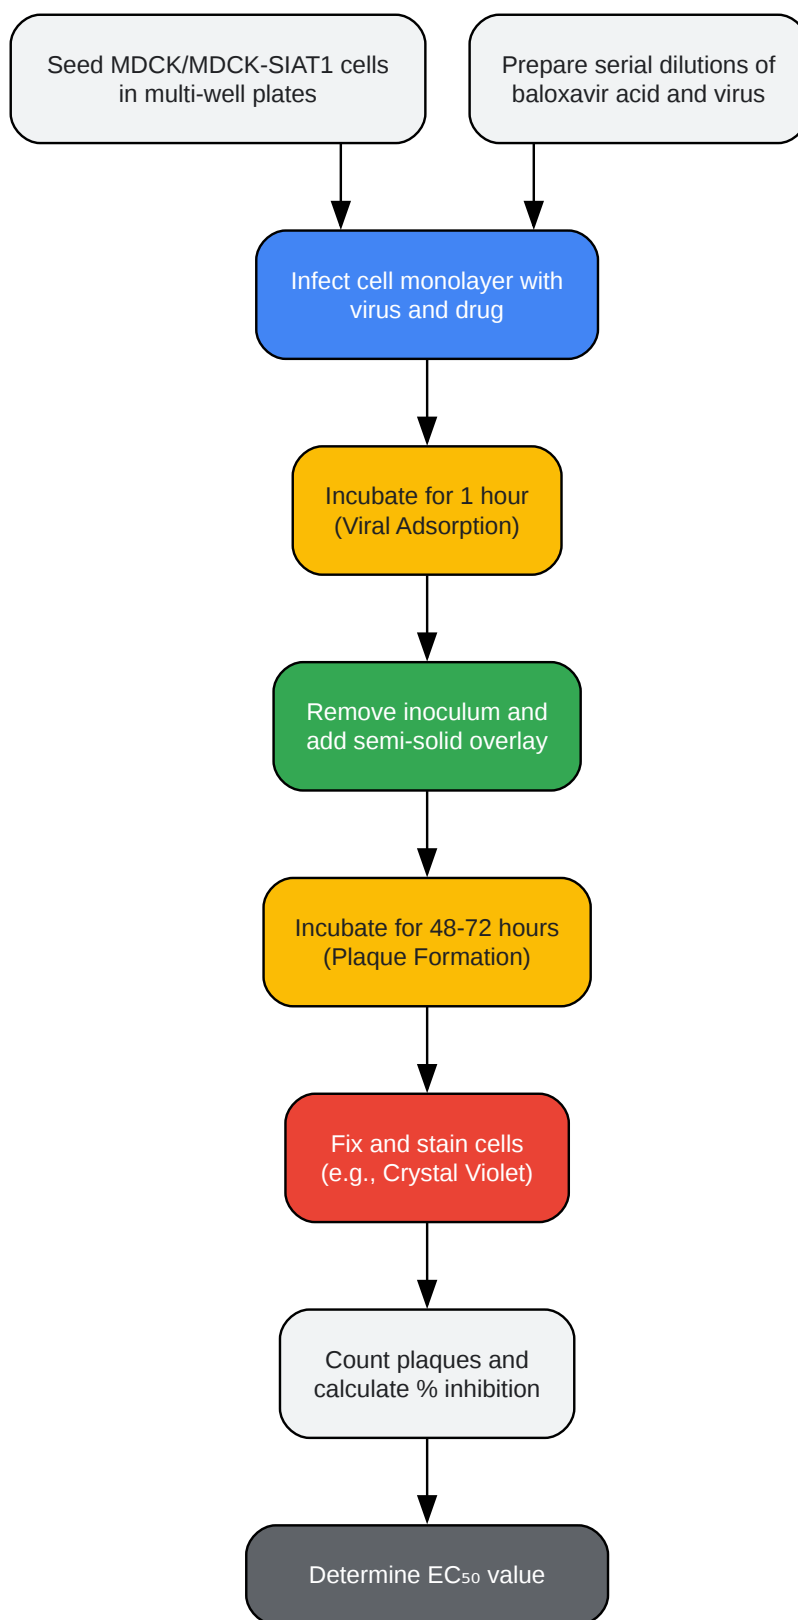 Seed MDCK/MDCK-SIAT1 cells
in multi-well plates
Prepare serial dilutions of
baloxavir acid and virus
Infect cell monolayer with
virus and drug
Incubate for 1 hour
(Viral Adsorption)
Remove inoculum and
add semi-solid overlay
Incubate for 48-72 hours
(Plaque Formation)
Fix and stain cells
(e.g., Crystal Violet)
Count plaques and
calculate % inhibition
Determine EC₅₀ value